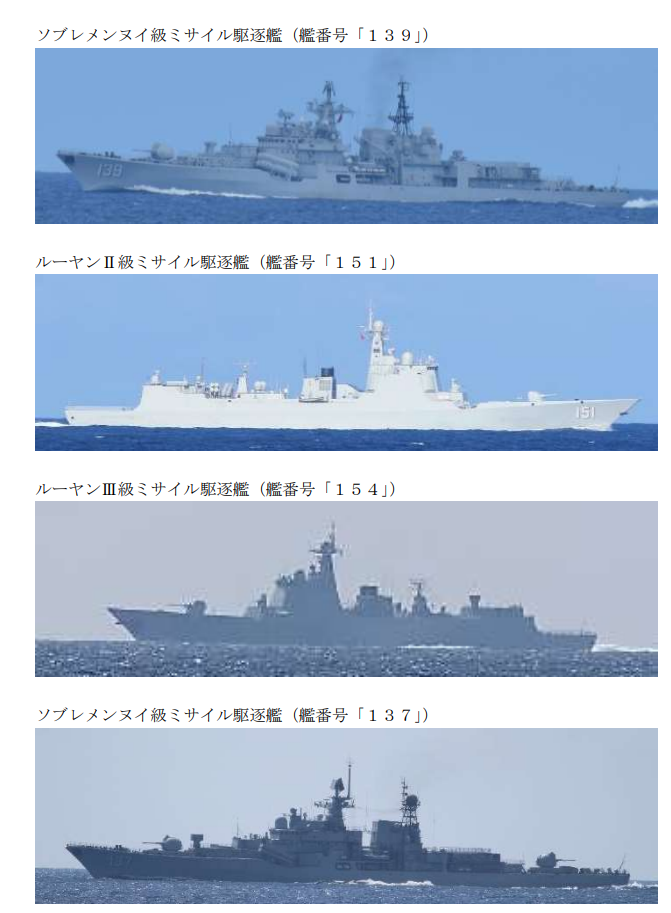 ソブレメンヌイ級ミサイル駆逐艦（艦番号「１３９」）
139
ルーヤンⅡ級ミサイル駆逐艦（艦番号「１５１」）
151
ルーヤンⅢ級ミサイル駆逐艦（艦番号「１５４」）
ソブレメンヌイ級ミサイル駆逐艦（艦番号「１３７」）
137